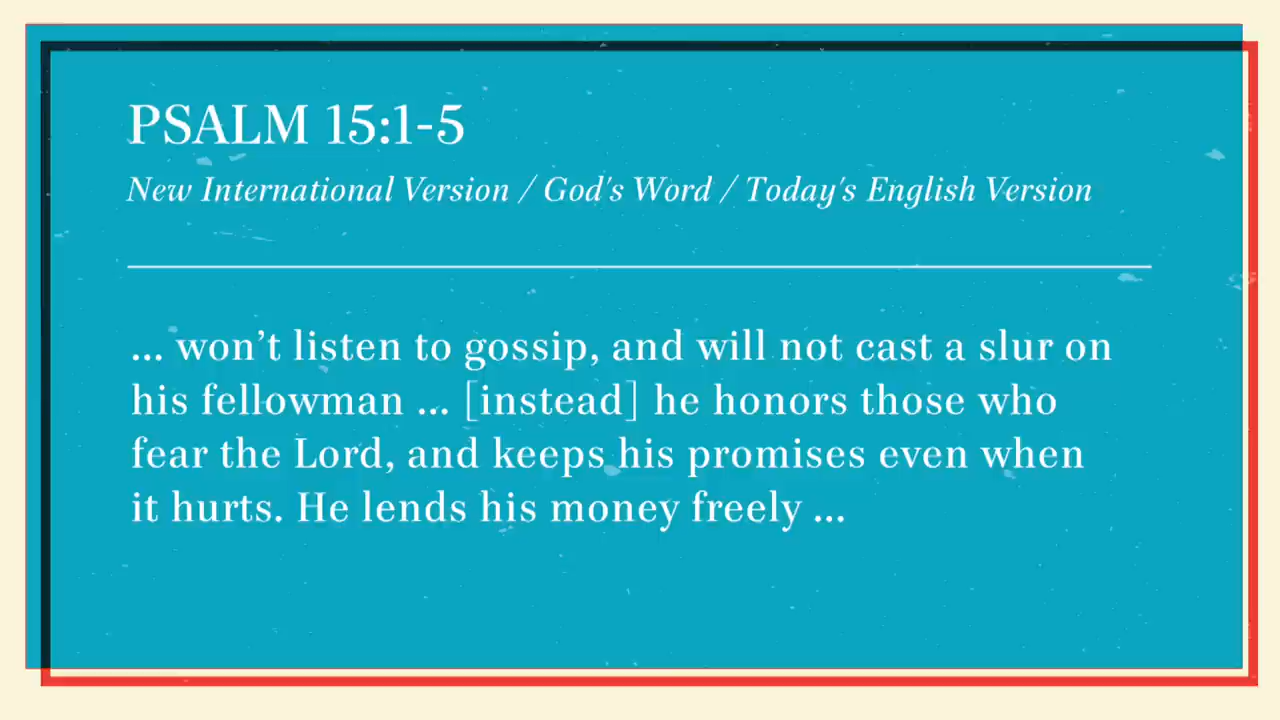 PSALM 15:1-5
New International Version / God's Word / Today's English Version
... won’t listen to gossip, and will not cast a slur on
his fellowman ... [instead] he honors those who
fear the Lord, and keeps his promises even when
it hurts. He lends his money freely ...